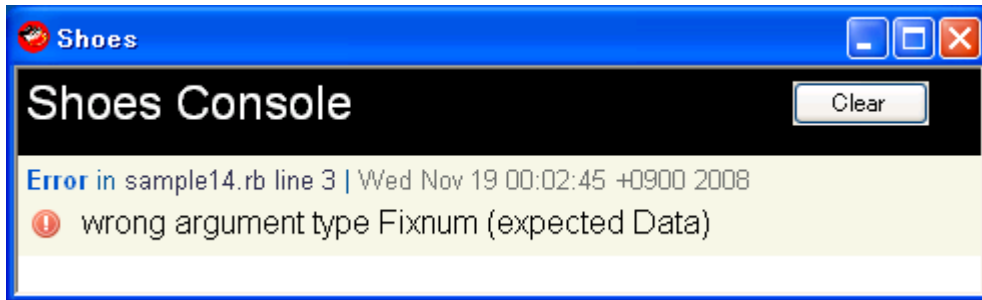 Shoes
Shoes Console
Clear
Error in sample14.rb line 3 | Wed Nov 19 00:02:45 +0900 2008
wrong argument type Fixnum (expected Data)